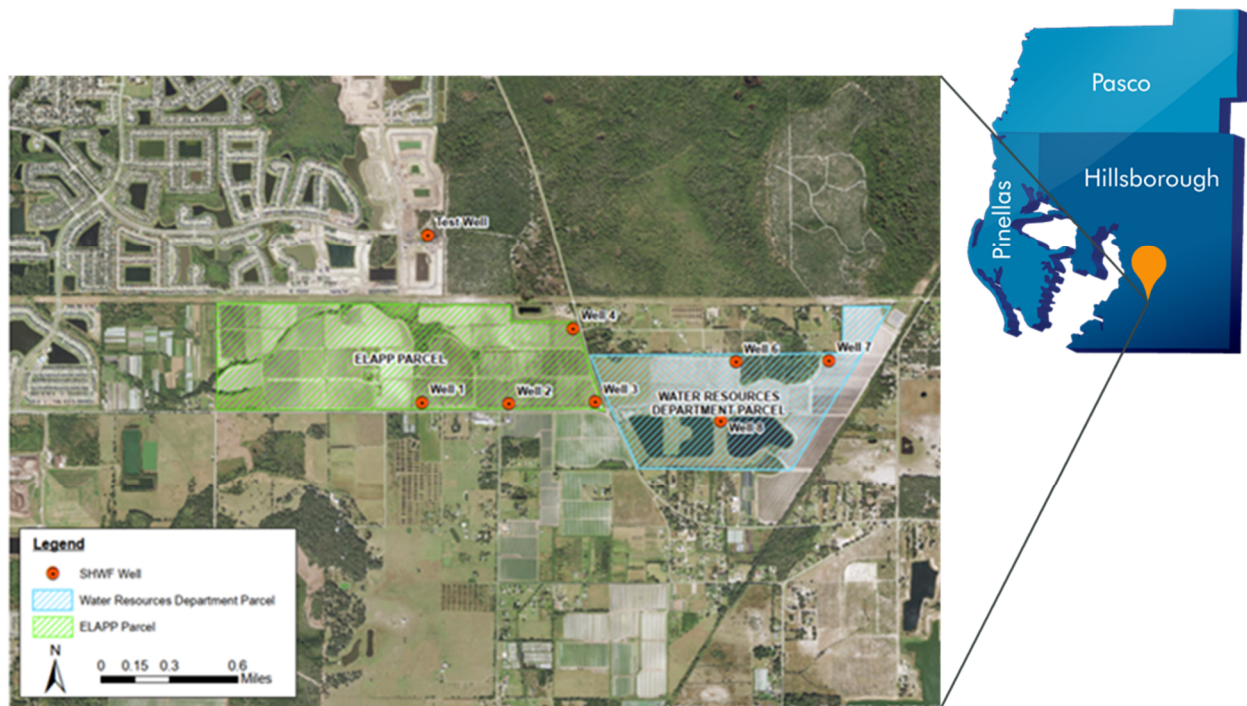 Pasco
Hillsborough
Pinellas
Test Well
Well 4
ELAPP PARCEL
Well 6
Well 7
Well 1
Well 2
Well 3
WATER RESOURCES
DEPARTMENT PARCEL
Well 8
Legend
SHWF Well
Water Resources Department Parcel
ELAPP Parcel
N
0 0.15 0.3 0.6
Miles